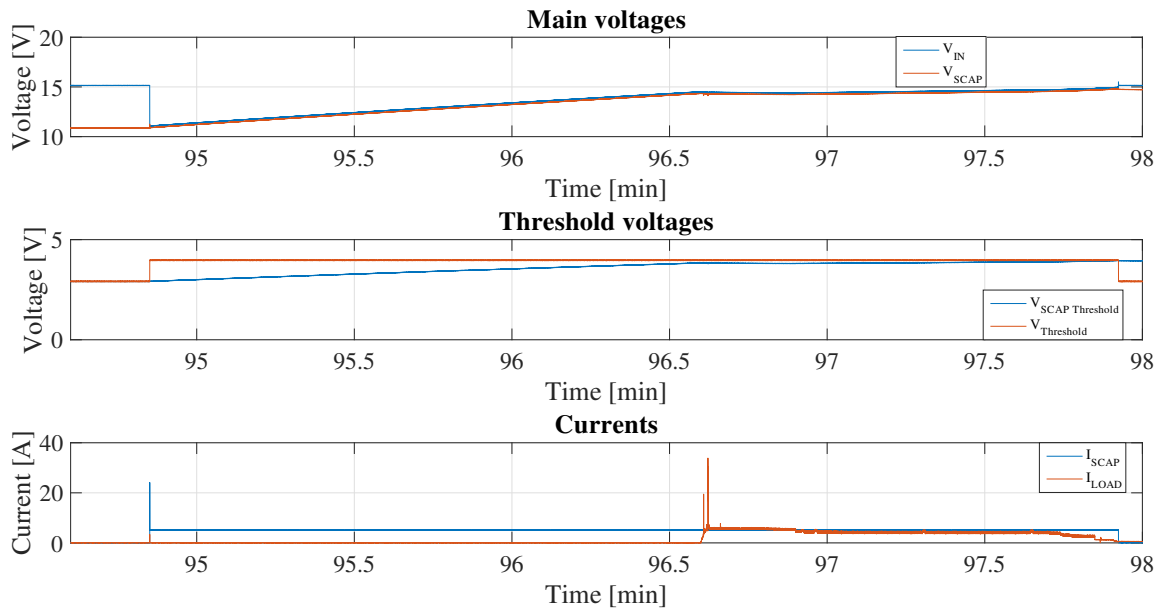 Main voltages
Voltage [V]
20
15
10
V_IN
V_SCAP
95 95.5 96 96.5 97 97.5 98
Time [min]
Threshold voltages
Voltage [V]
5
0
V_SCAP Threshold
V_Threshold
95 95.5 96 96.5 97 97.5 98
Time [min]
Currents
Current [A]
40
20
0
I_SCAP
I_LOAD
95 95.5 96 96.5 97 97.5 98
Time [min]